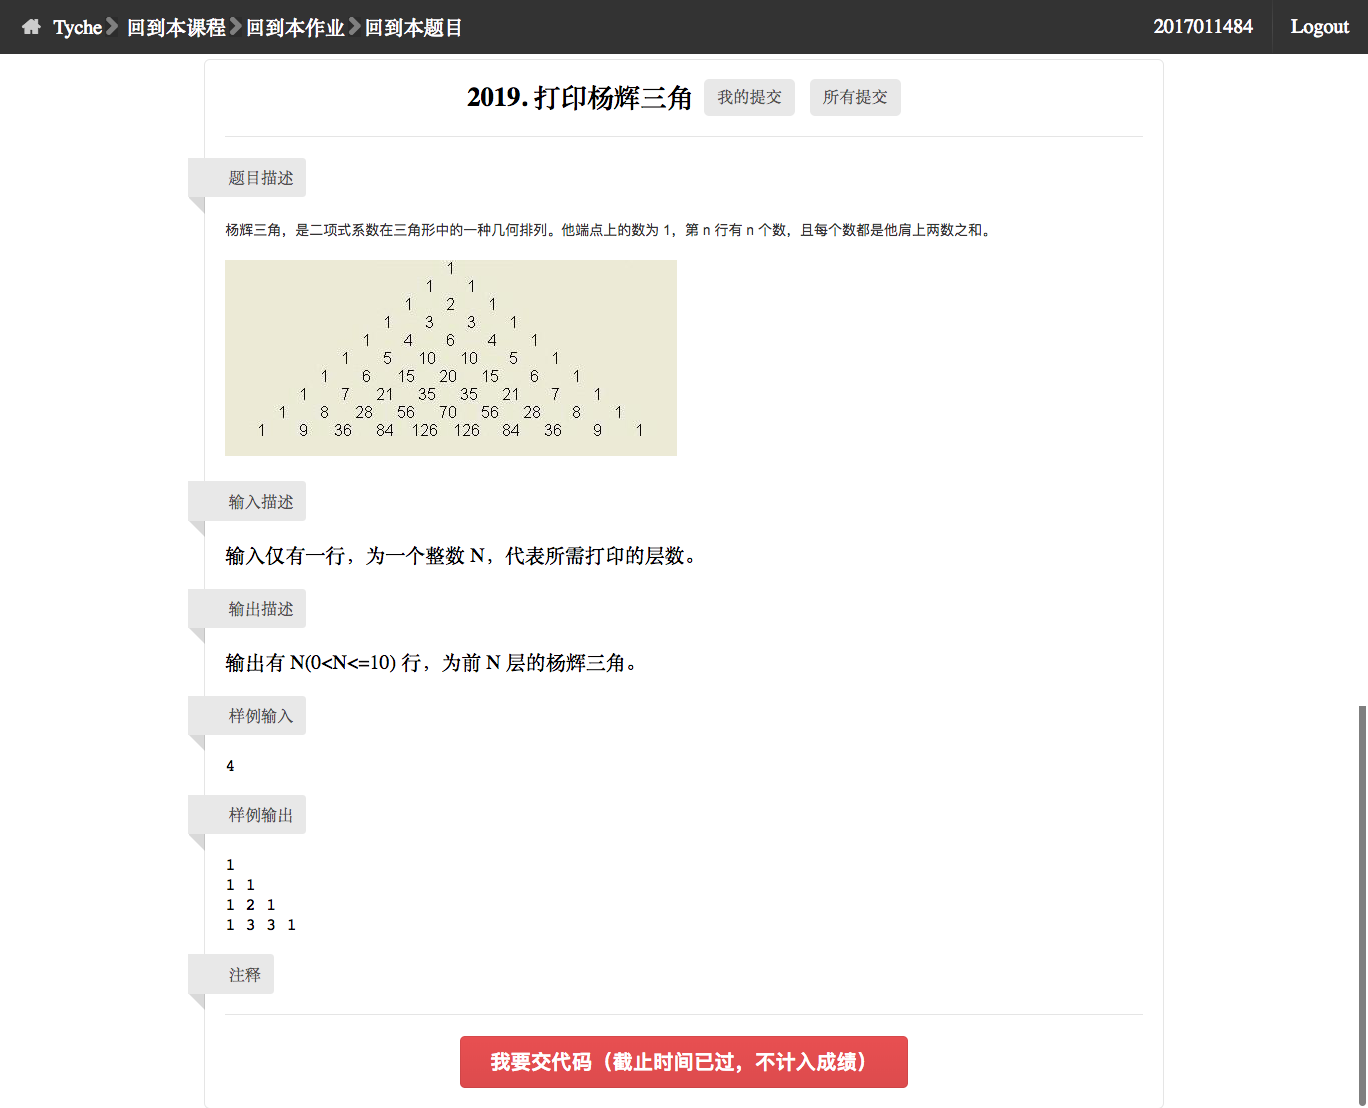 Tyche 回到本课程 回到本作业 回到本题目 2017011484 Logout
2019. 打印杨辉三角 我的提交 所有提交
题目描述
杨辉三角，是二项式系数在三角形中的一种几何排列。他端点上的数为 1，第 n 行有 n 个数，且每个数都是他肩上两数之和。
1
1 1
1 2 1
1 3 3 1
1 4 6 4 1
1 5 10 10 5 1
1 6 15 20 15 6 1
1 7 21 35 35 21 7 1
1 8 28 56 70 56 28 8 1
1 9 36 84 126 126 84 36 9 1
输入描述
输入仅有一行，为一个整数 N，代表所需打印的层数。
输出描述
输出有 N(0<N<=10) 行，为前 N 层的杨辉三角。
样例输入
4
样例输出
1
1 1
1 2 1
1 3 3 1
注释
我要交代码（截止时间已过，不计入成绩）